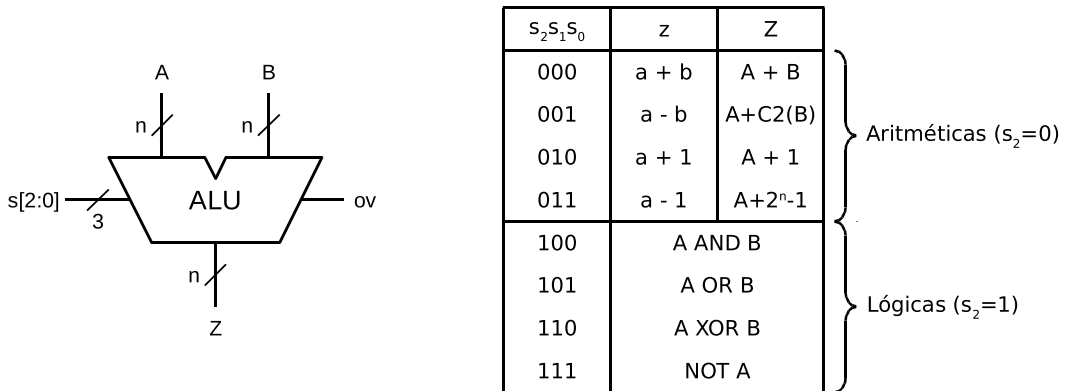 A B
n n
s[2:0] ALU ov
3
n
Z
s₂s₁s₀ z Z
000 a + b A + B
001 a - b A+C2(B)
010 a + 1 A + 1
011 a - 1 A+2ⁿ-1
Aritméticas (s₂=0)
100 A AND B
101 A OR B
110 A XOR B
111 NOT A
Lógicas (s₂=1)